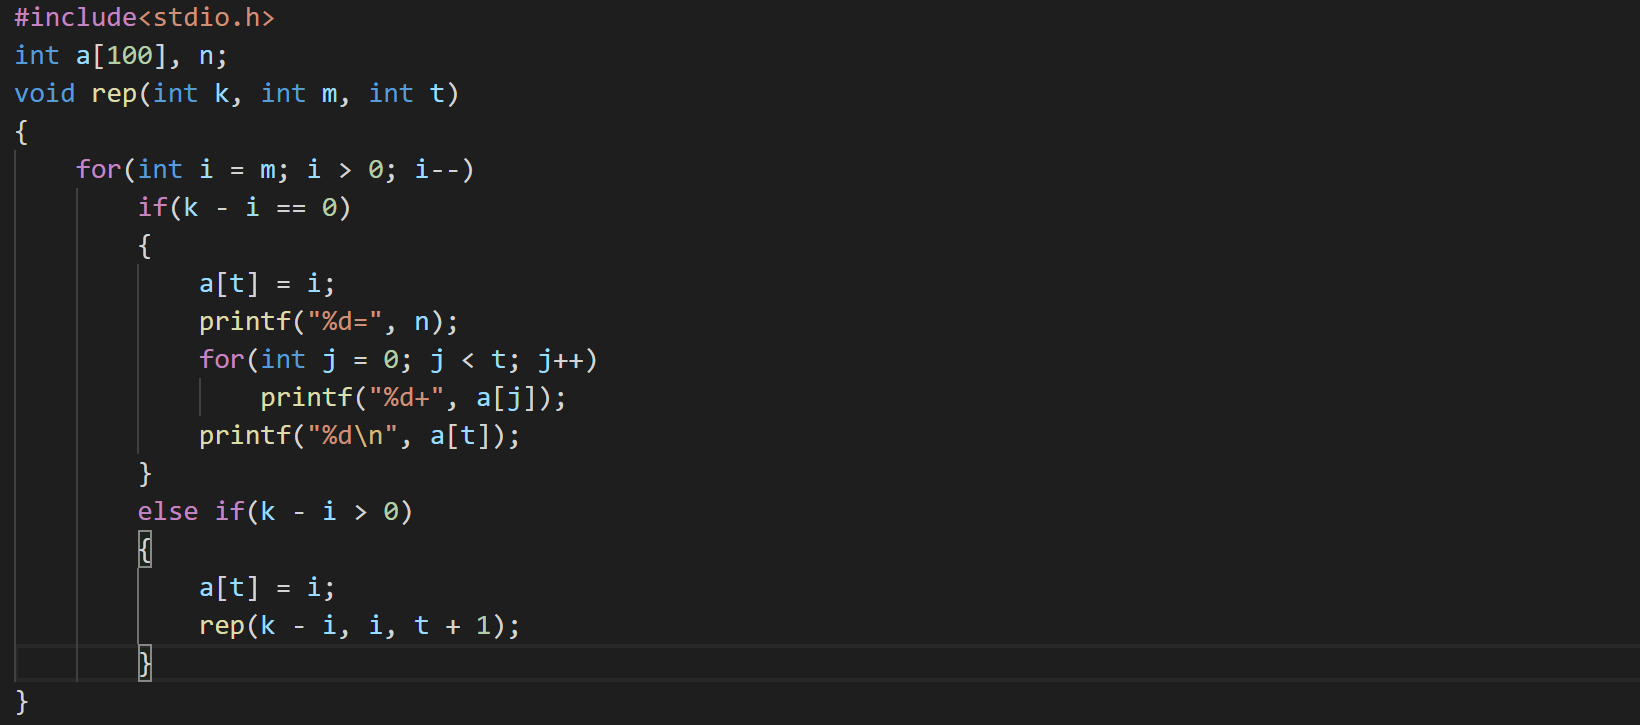 #include<stdio.h>
int a[100], n;
void rep(int k, int m, int t)
{
    for(int i = m; i > 0; i--)
        if(k - i == 0)
        {
            a[t] = i;
            printf("%d=", n);
            for(int j = 0; j < t; j++)
                printf("%d+", a[j]);
            printf("%d\n", a[t]);
        }
        else if(k - i > 0)
        {
            a[t] = i;
            rep(k - i, i, t + 1);
        }
}